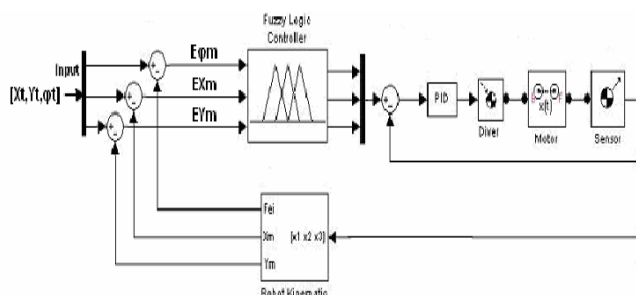 Fuzzy Logic
Controller
Input
[Xt,Yt,φt]
Eφm
EXm
EYm
PID
x(t)
Diver
Motor
Sensor
Fei
Xm
Ym
[x1 x2 x3]
Robot Kinematic